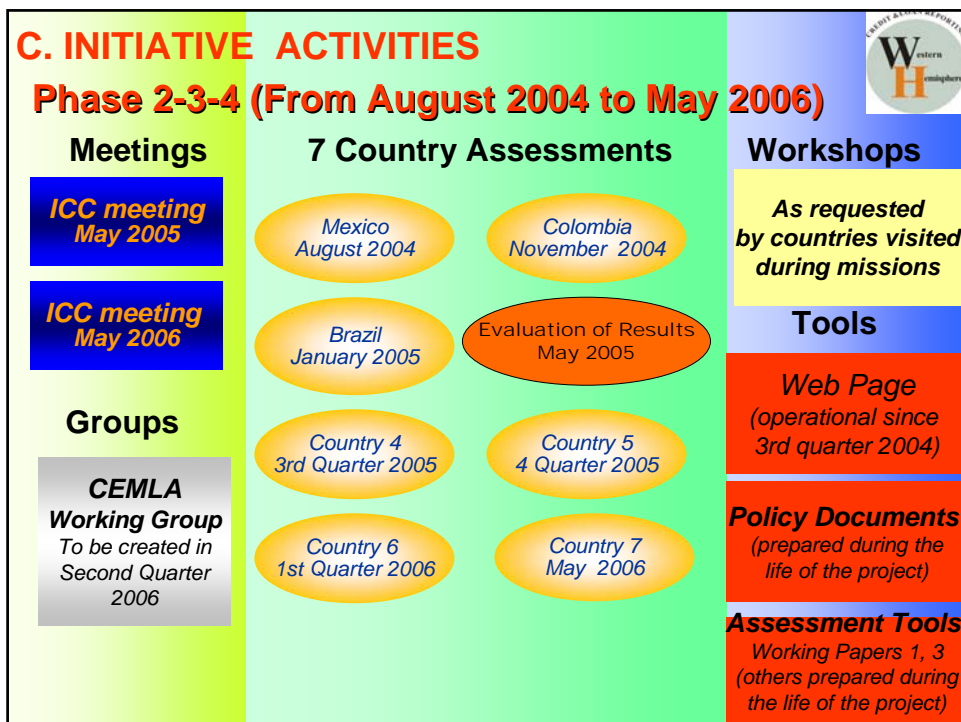 C. INITIATIVE ACTIVITIES
CREDIT & LOAN REPORTING
Western
Hemisphere
Phase 2-3-4 (From August 2004 to May 2006)
Meetings
ICC meeting
May 2005
ICC meeting
May 2006
Groups
CEMLA
Working Group
To be created in
Second Quarter
2006
7 Country Assessments
Mexico
August 2004
Colombia
November 2004
Brazil
January 2005
Evaluation of Results
May 2005
Country 4
3rd Quarter 2005
Country 5
4 Quarter 2005
Country 6
1st Quarter 2006
Country 7
May 2006
Workshops
As requested
by countries visited
during missions
Tools
Web Page
(operational since
3rd quarter 2004)
Policy Documents
(prepared during the
life of the project)
Assessment Tools
Working Papers 1, 3
(others prepared during
the life of the project)